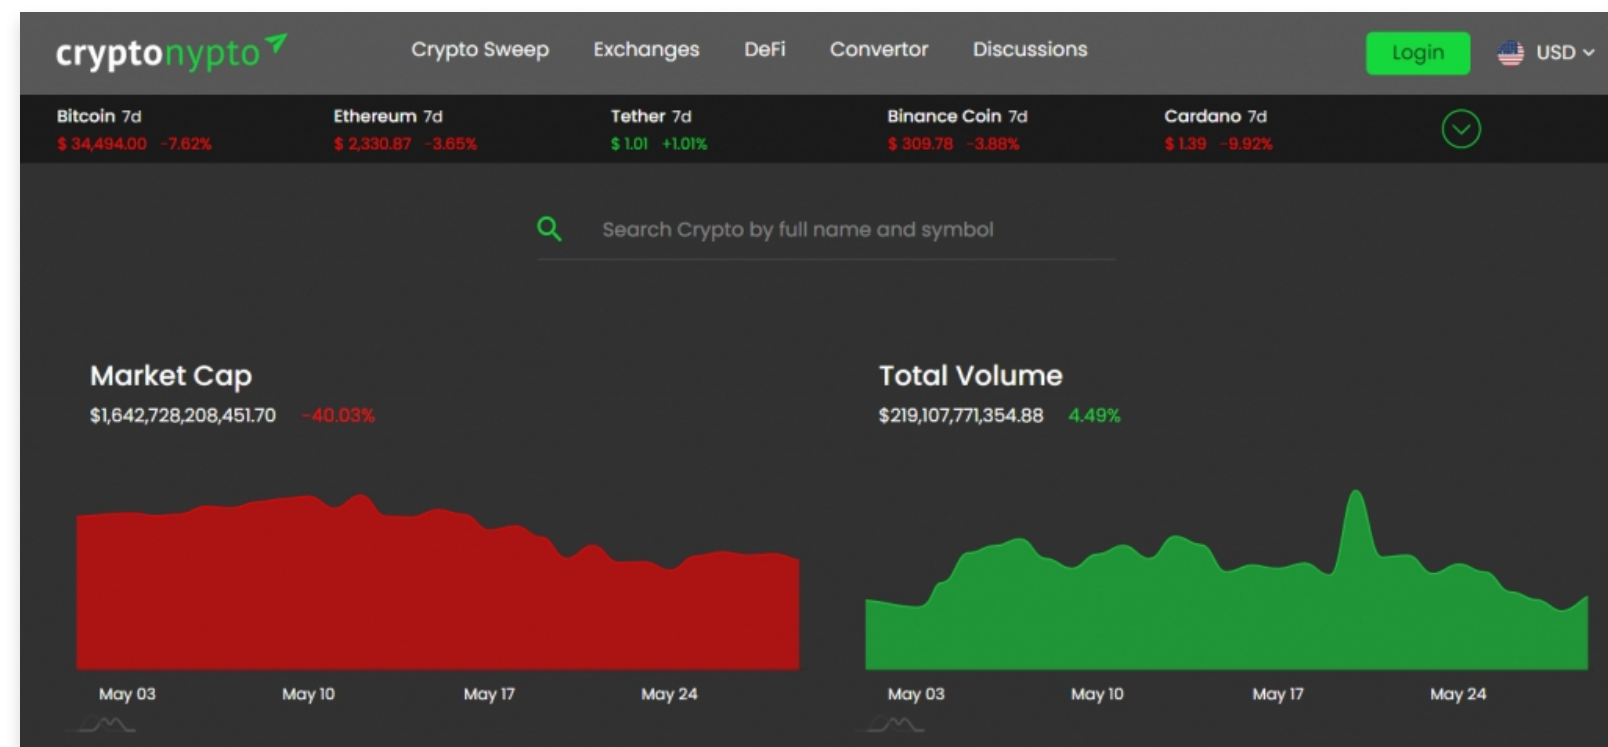 cryptonypto
Crypto Sweep Exchanges DeFi Convertor Discussions Login USD
Bitcoin 7d Ethereum 7d Tether 7d Binance Coin 7d Cardano 7d
$ 34,494.00 -7.62% $ 2,330.87 -3.65% $ 1.01 +1.01% $ 309.78 -3.88% $ 1.39 -9.92%
Search Crypto by full name and symbol
Market Cap Total Volume
$1,642,728,208,451.70 -40.03% $219,107,771,354.88 4.49%
May 03 May 10 May 17 May 24 May 03 May 10 May 17 May 24